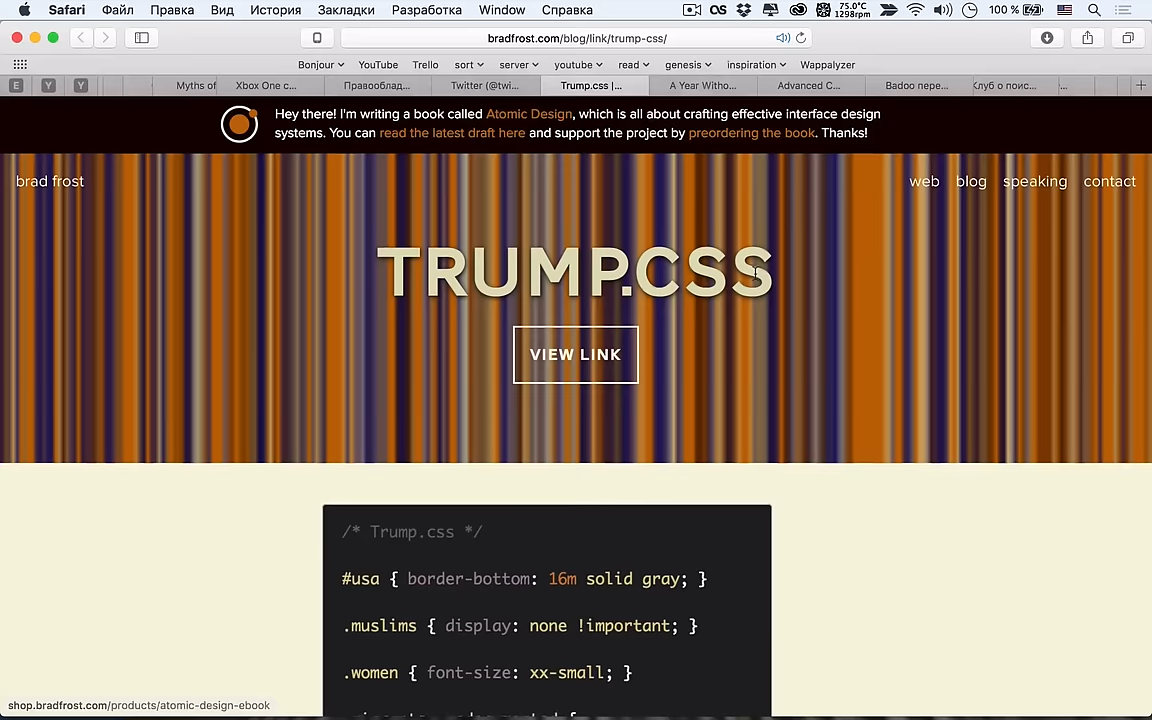 Safari Файл Правка Вид История Закладки Разработка Window Справка 75.0°C 1298rpm 100 %
bradfrost.com/blog/link/trump-css/
Bonjour YouTube Trello sort server youtube read genesis inspiration Wappalyzer
E Y Y Myths of Xbox One c... Правооблад... Twitter (@twi... Trump.css |... A Year Witho... Advanced C... Badoo пере... Клуб о поис... ...
Hey there! I'm writing a book called Atomic Design, which is all about crafting effective interface design
systems. You can read the latest draft here and support the project by preordering the book. Thanks!
brad frost web blog speaking contact
TRUMP.CSS
VIEW LINK
/* Trump.css */
#usa { border-bottom: 16m solid gray; }
.muslims { display: none !important; }
.women { font-size: xx-small; }
shop.bradfrost.com/products/atomic-design-ebook